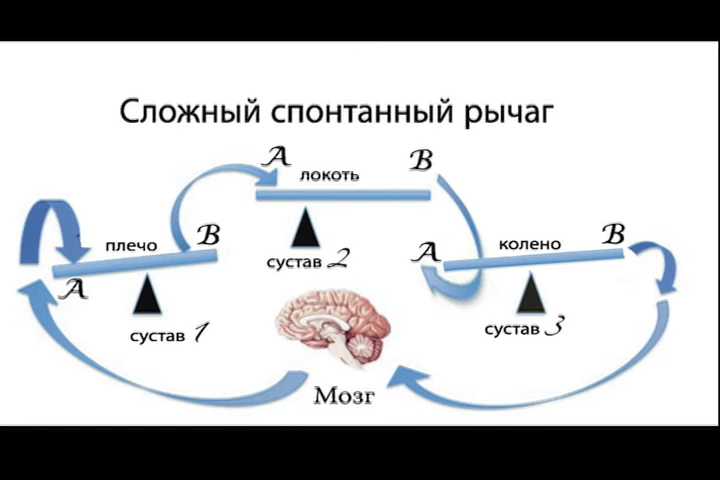 Сложный спонтанный рычаг
A локоть B
плечо B
A
сустав 1
сустав 2
A колено B
сустав 3
Мозг